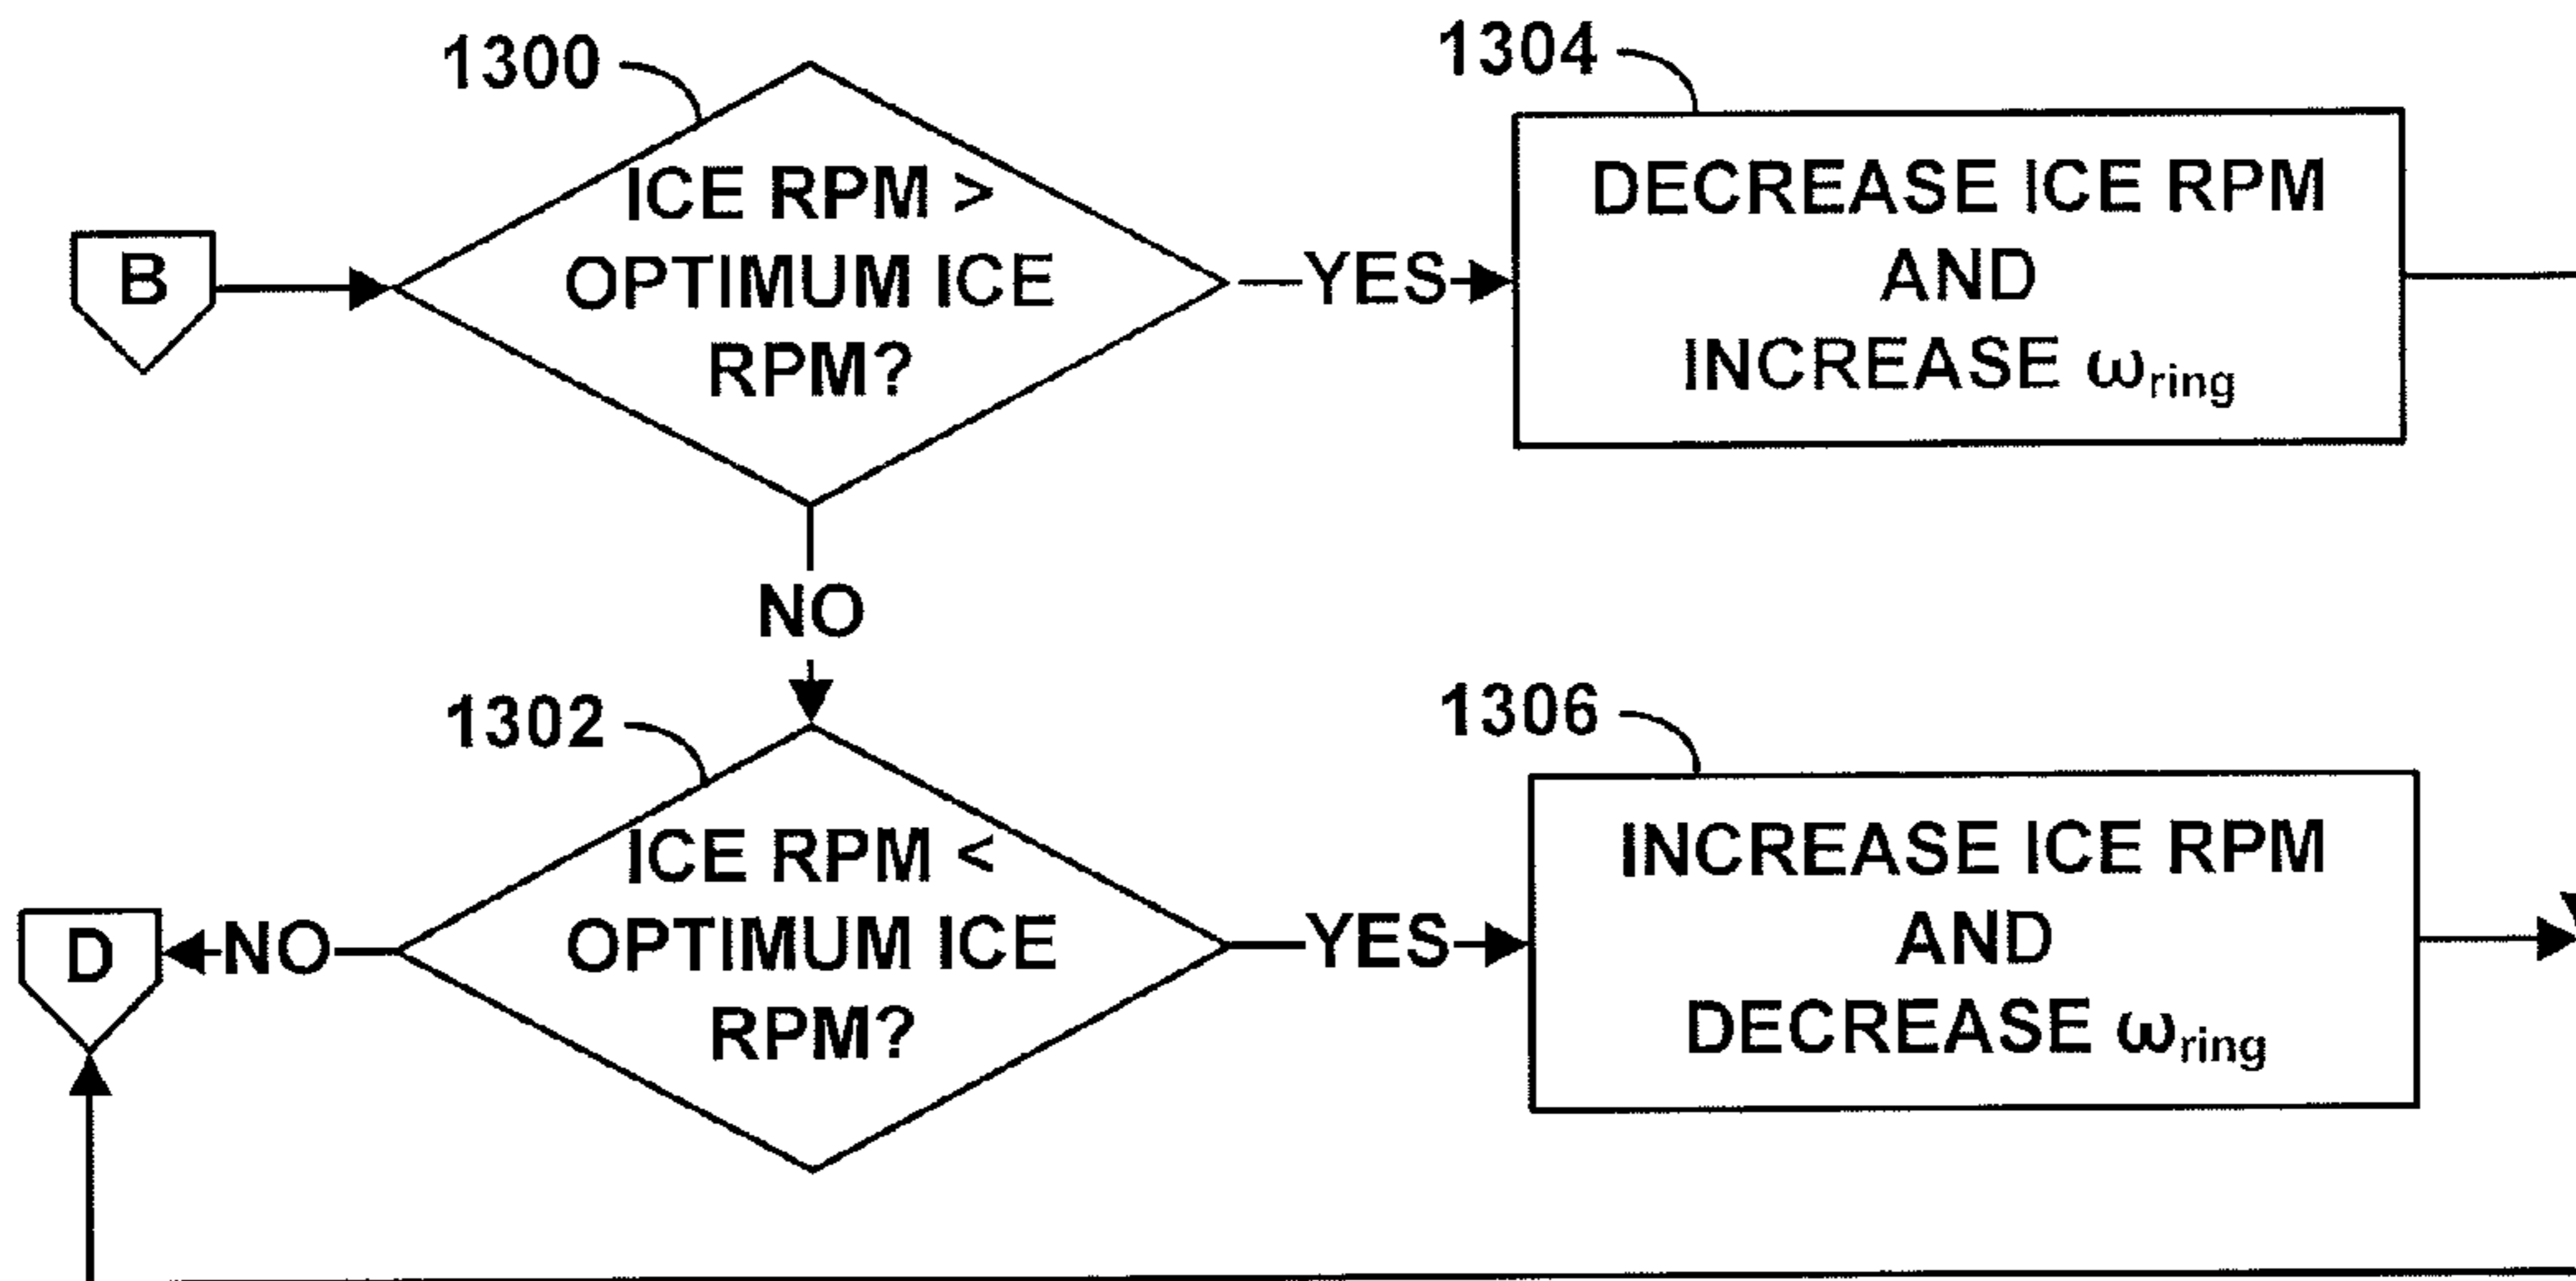 1300
ICE RPM >
OPTIMUM ICE
RPM?
B
YES
1304
DECREASE ICE RPM
AND
INCREASE ωring
NO
1302
ICE RPM <
OPTIMUM ICE
RPM?
NO
D
YES
1306
INCREASE ICE RPM
AND
DECREASE ωring